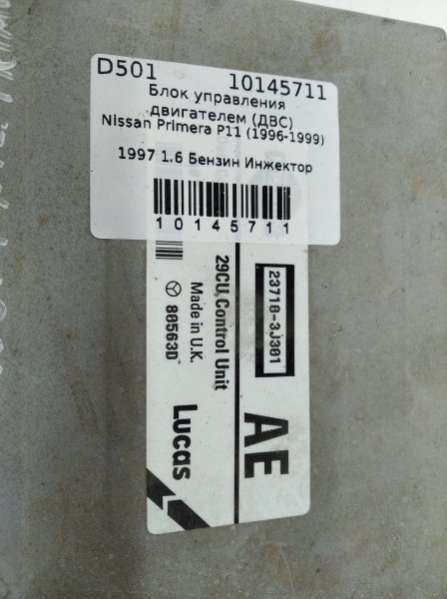 D501 10145711
Блок управления
двигателем (ДВС)
Nissan Primera P11 (1996-1999)
1997 1.6 Бензин Инжектор
10145711
23710-3J301
AE
29CU, Control Unit
Made in U.K.
80563D
Lucas